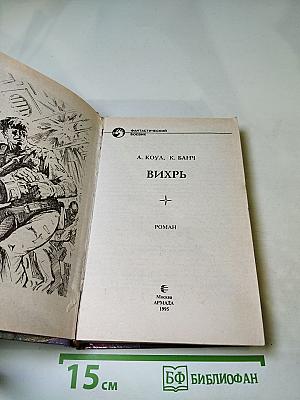 ФАНТАСТИЧЕСКИЙ
БОЕВИК
А. КОУЛ, К. БАНЧ
ВИХРЬ
РОМАН
Москва
АРМАДА
1995
15 см
БФ БИБЛИОФАН